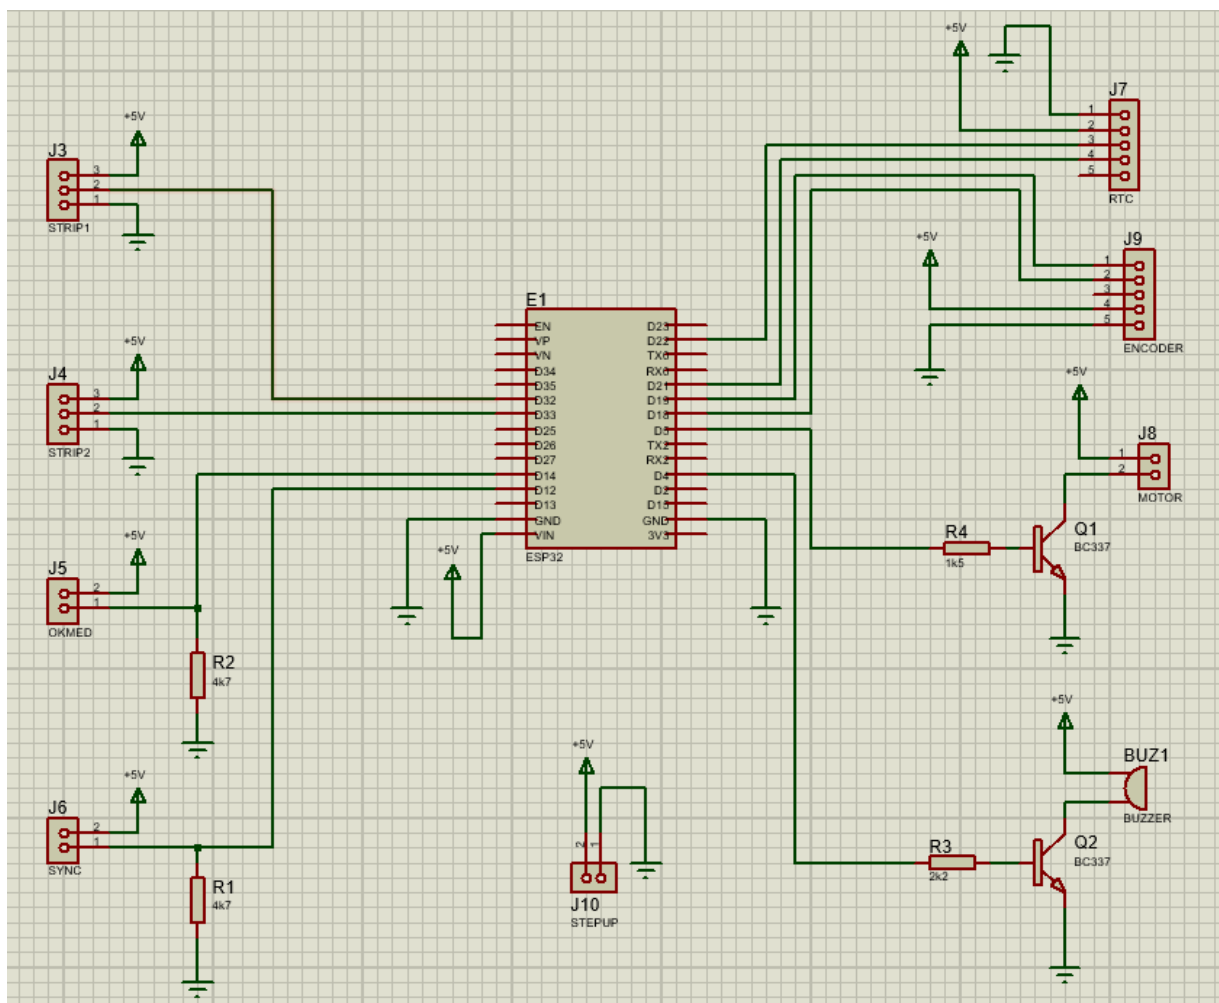 +5V
J7
1
2
3
4
5
RTC
+5V
J3
3
2
1
STRIP1
+5V
J9
1
2
3
4
5
ENCODER
E1
EN
VP
VN
D34
D35
D32
D33
D25
D26
D27
D14
D12
D13
GND
VIN
D23
D22
TX0
RX0
D21
D19
D18
D5
TX2
RX2
D4
D2
D15
GND
3V3
ESP32
+5V
J4
3
2
1
STRIP2
+5V
J8
1
2
MOTOR
+5V
J5
2
1
OKMED
+5V
R4
1k5
Q1
BC337
R2
4k7
+5V
J6
2
1
SYNC
R1
4k7
+5V
2
1
J10
STEPUP
+5V
BUZ1
BUZZER
R3
2k2
Q2
BC337